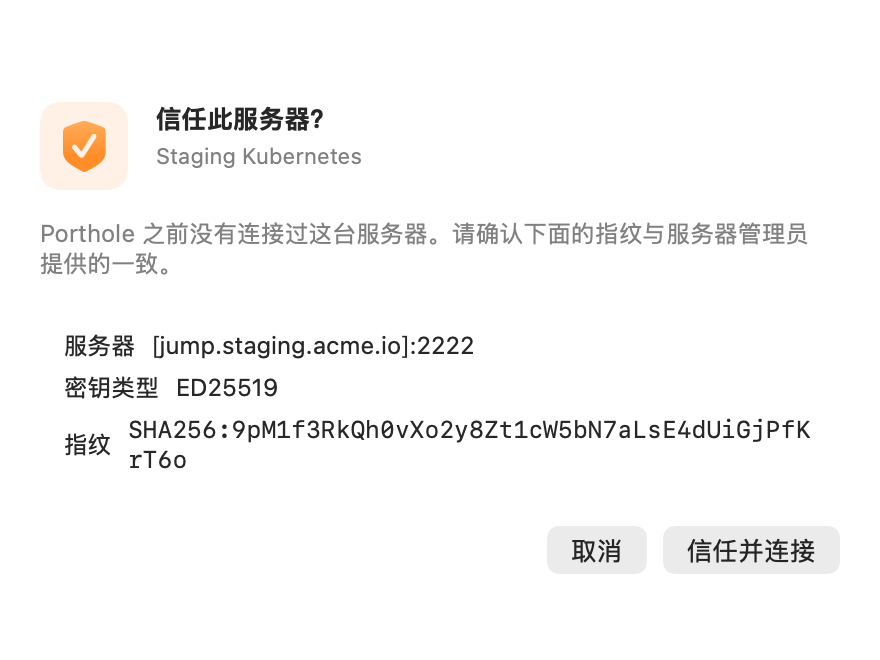 信任此服务器?
Staging Kubernetes
Porthole 之前没有连接过这台服务器。请确认下面的指纹与服务器管理员
提供的一致。
服务器 [jump.staging.acme.io]:2222
密钥类型 ED25519
指纹 SHA256:9pM1f3RkQh0vXo2y8Zt1cW5bN7aLsE4dUiGjPfK
rT6o
取消 信任并连接